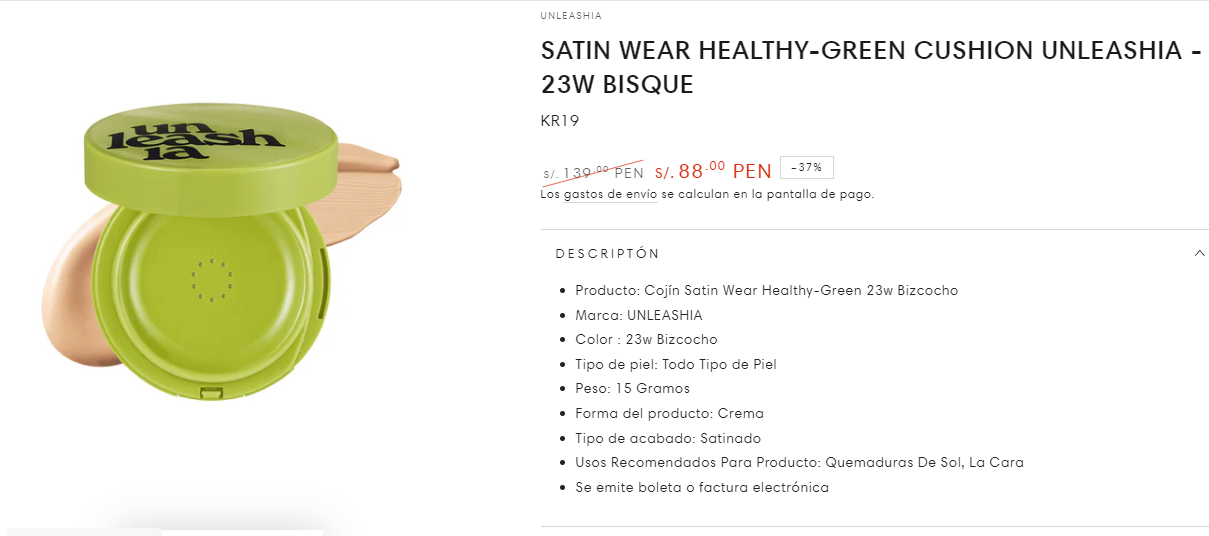 UNLEASHIA
SATIN WEAR HEALTHY-GREEN CUSHION UNLEASHIA -
23W BISQUE
KR19
S/. 139.00 PEN S/. 88.00 PEN -37%
Los gastos de envío se calculan en la pantalla de pago.
DESCRIPTÓN
Producto: Cojín Satin Wear Healthy-Green 23w Bizcocho
Marca: UNLEASHIA
Color : 23w Bizcocho
Tipo de piel: Todo Tipo de Piel
Peso: 15 Gramos
Forma del producto: Crema
Tipo de acabado: Satinado
Usos Recomendados Para Producto: Quemaduras De Sol, La Cara
Se emite boleta o factura electrónica
un
leash
ia